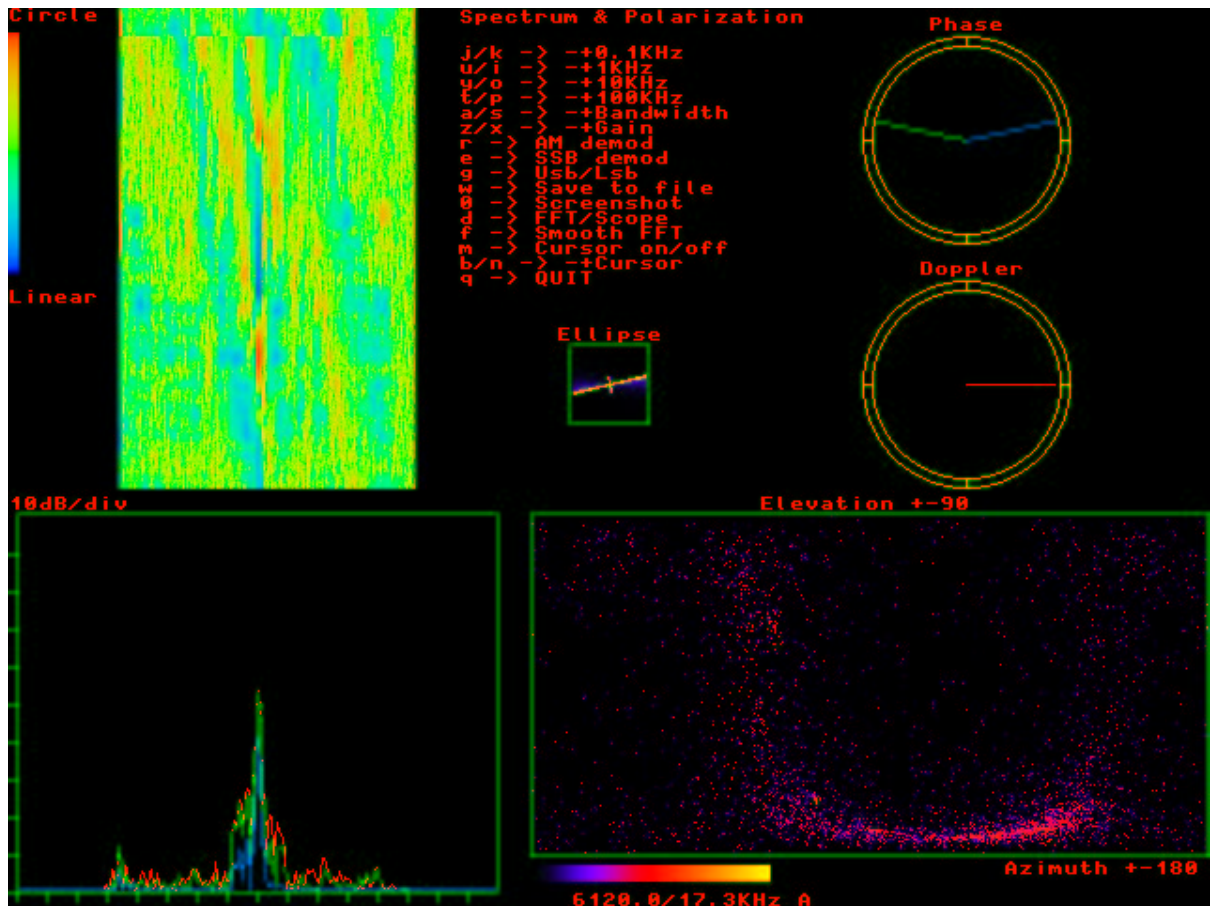 Circle
Linear
Spectrum & Polarization
j/k -> -+0.1KHz
u/i -> -+1KHz
y/o -> -+10KHz
t/p -> -+100KHz
a/s -> -+Bandwidth
z/x -> -+Gain
r -> AM demod
e -> SSB demod
g -> Usb/Lsb
w -> Save to file
0 -> Screenshot
d -> FFT/Scope
f -> Smooth FFT
m -> Cursor on/off
b/n -> -+Cursor
q -> QUIT
Phase
Doppler
Ellipse
10dB/div
Elevation +-90
Azimuth +-180
6120.0/17.3KHz A